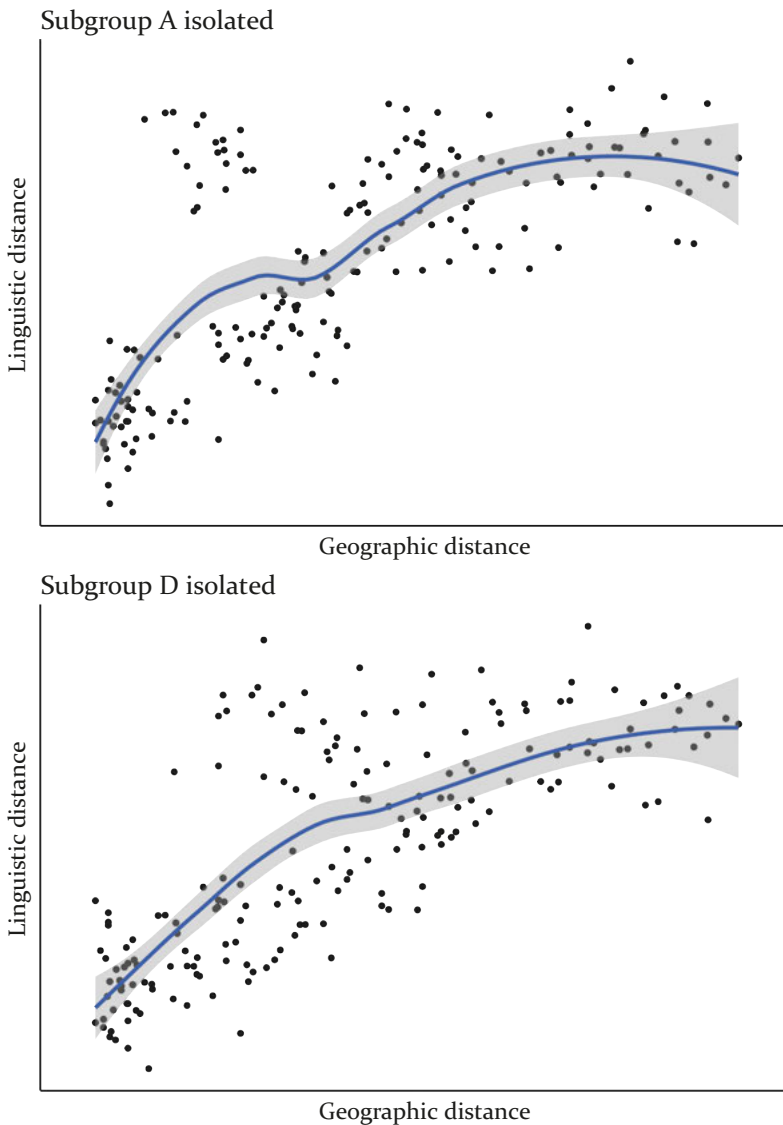 Subgroup A isolated
Linguistic distance
Geographic distance
Subgroup D isolated
Linguistic distance
Geographic distance